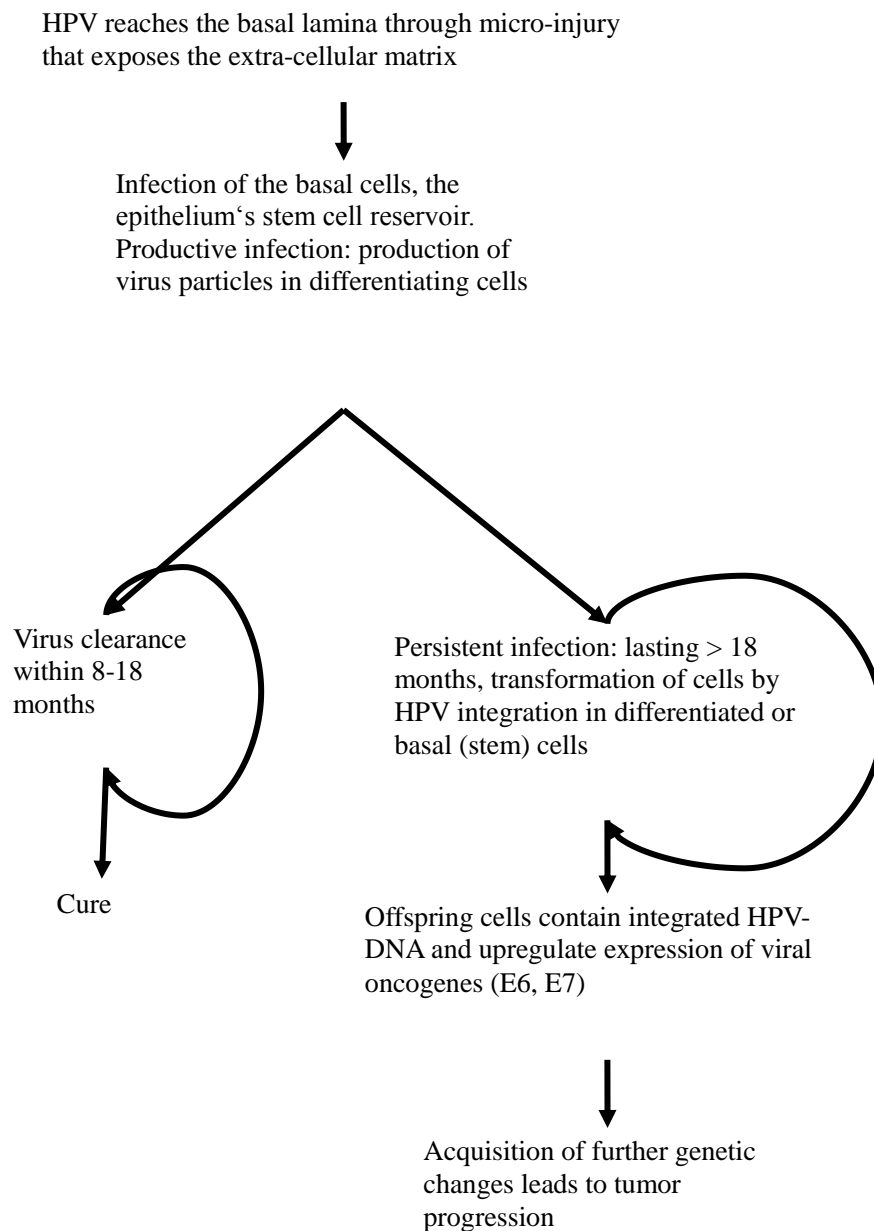 HPV reaches the basal lamina through micro-injury
that exposes the extra-cellular matrix
Infection of the basal cells, the
epithelium‘s stem cell reservoir.
Productive infection: production of
virus particles in differentiating cells
Virus clearance
within 8-18
months
Persistent infection: lasting > 18
months, transformation of cells by
HPV integration in differentiated or
basal (stem) cells
Cure
Offspring cells contain integrated HPV-
DNA and upregulate expression of viral
oncogenes (E6, E7)
Acquisition of further genetic
changes leads to tumor
progression